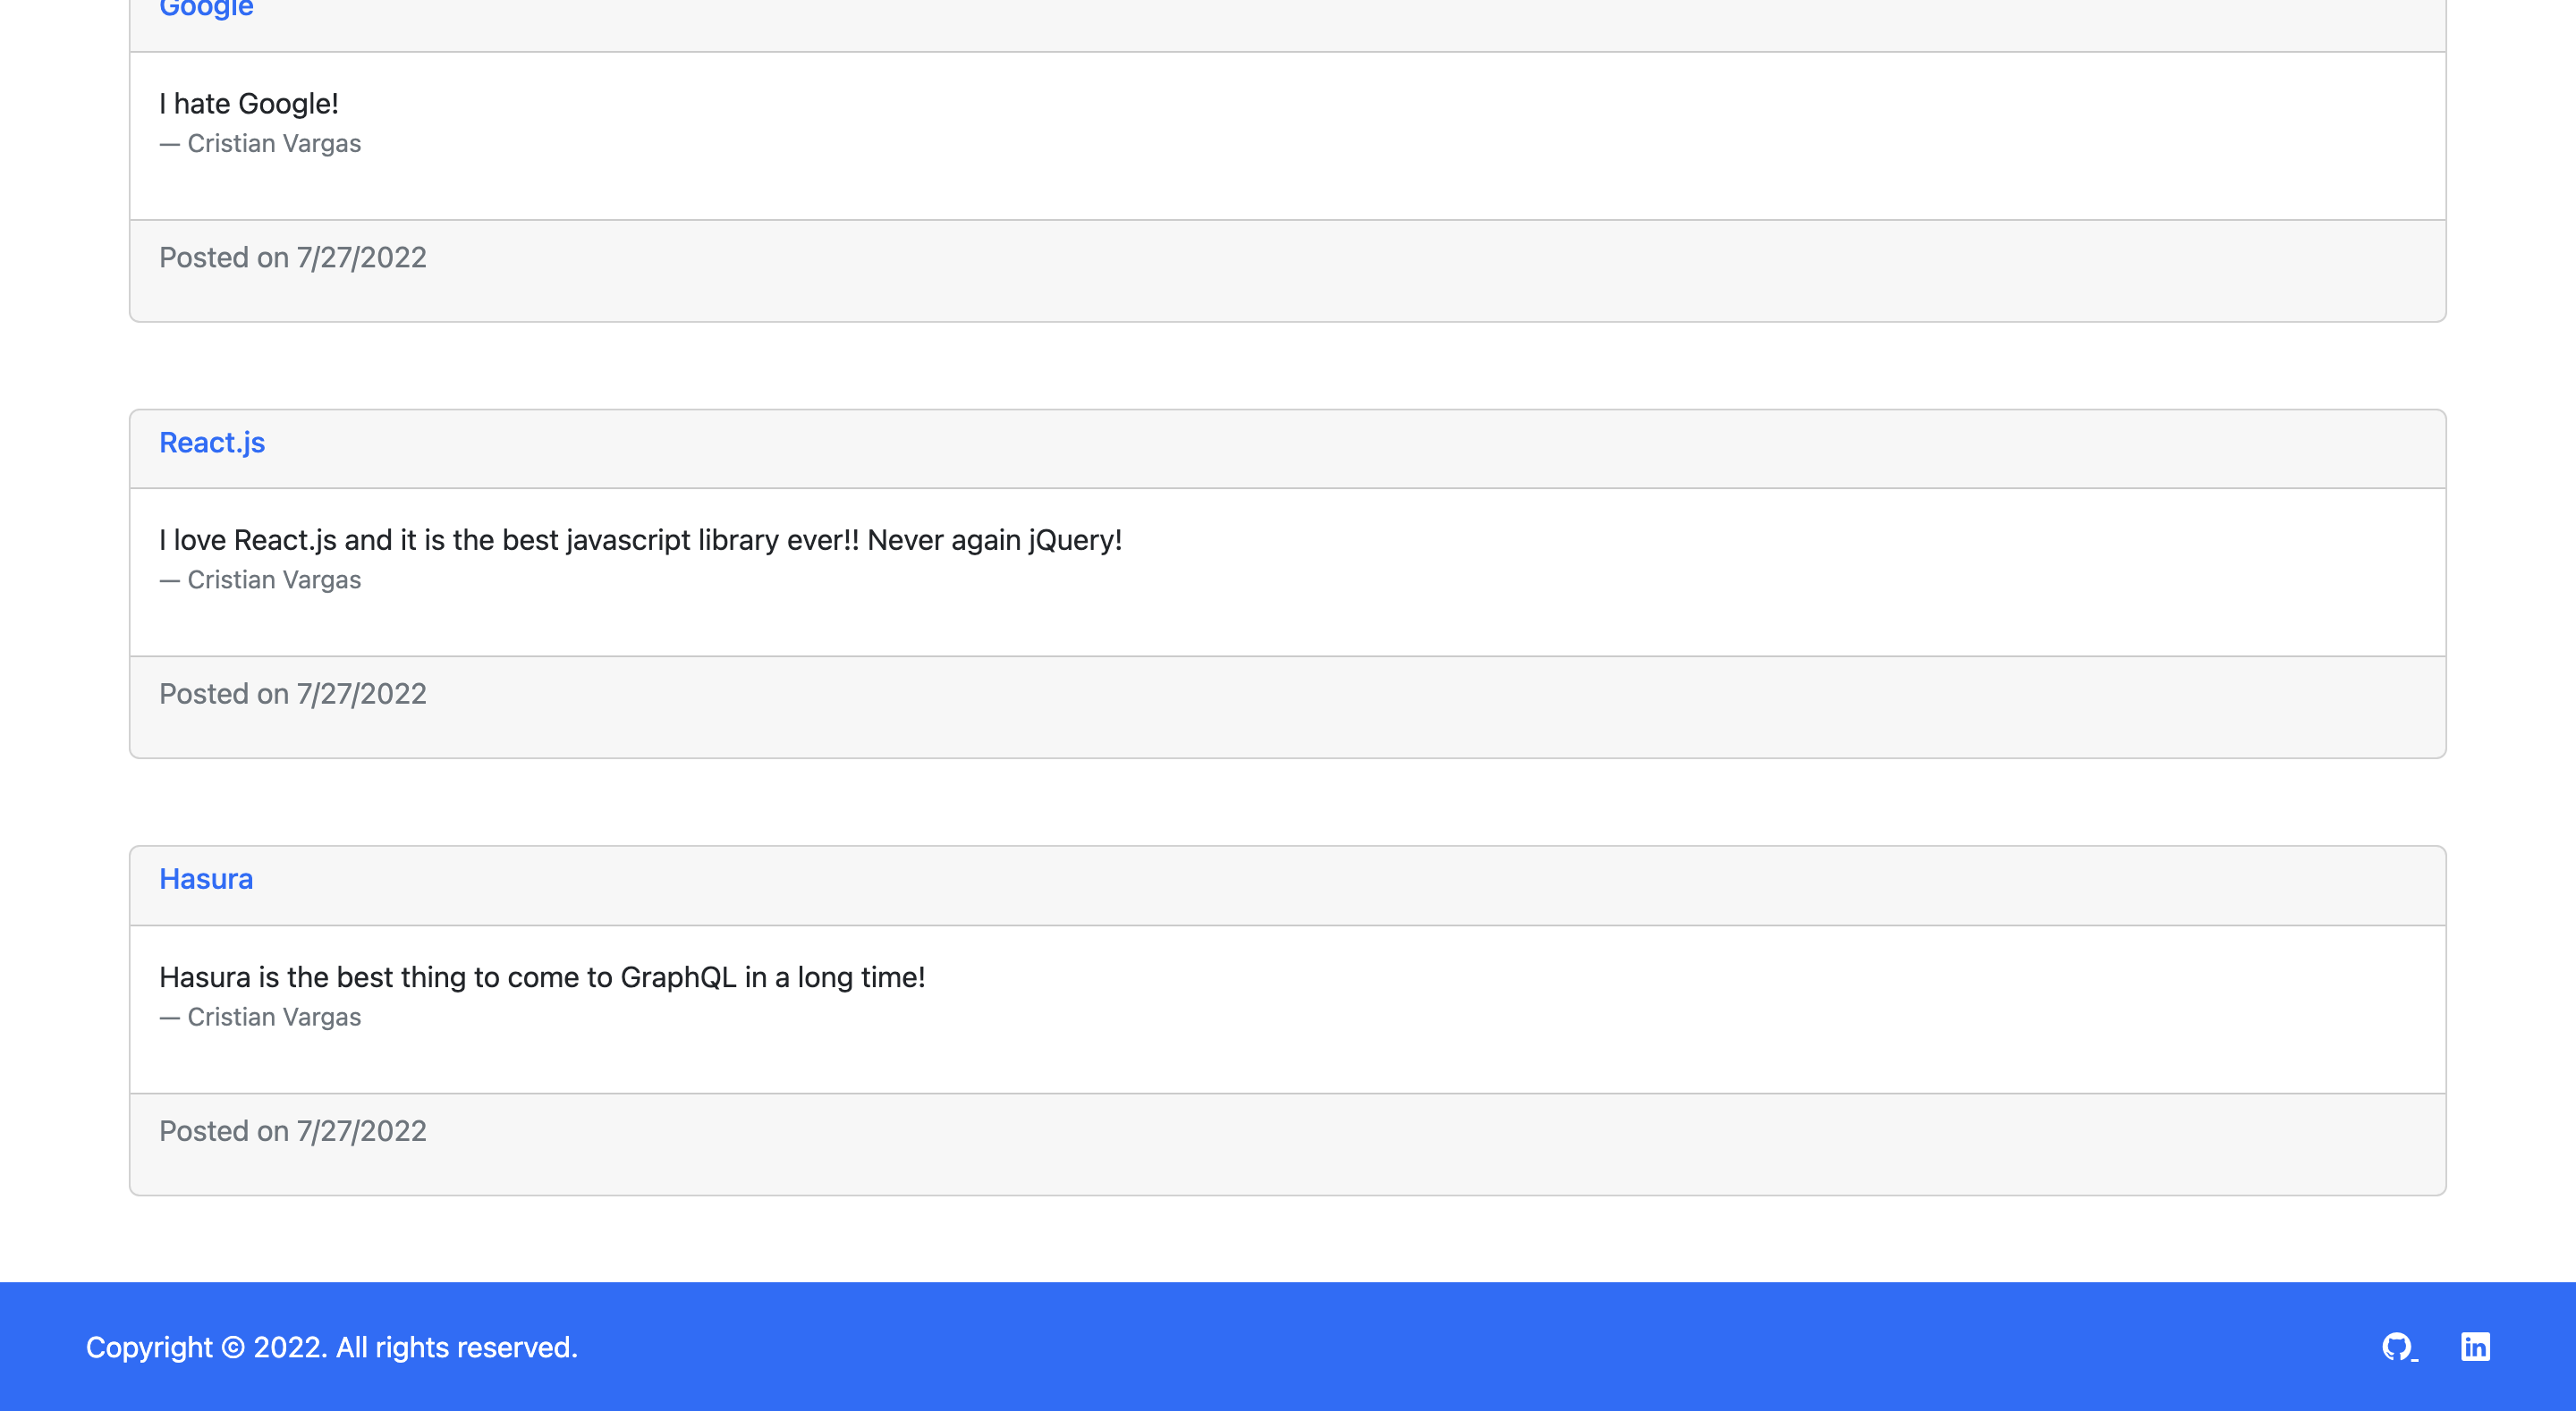 Google
I hate Google!
— Cristian Vargas
Posted on 7/27/2022
React.js
I love React.js and it is the best javascript library ever!! Never again jQuery!
— Cristian Vargas
Posted on 7/27/2022
Hasura
Hasura is the best thing to come to GraphQL in a long time!
— Cristian Vargas
Posted on 7/27/2022
Copyright © 2022. All rights reserved.
in